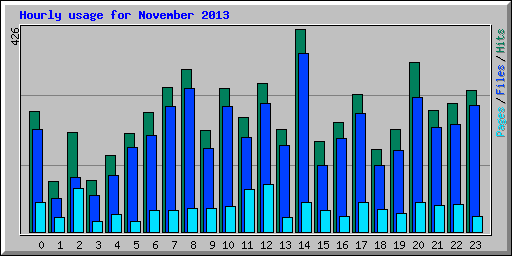 Hourly usage for November 2013
426
Pages / Files / Hits
0 1 2 3 4 5 6 7 8 9 10 11 12 13 14 15 16 17 18 19 20 21 22 23